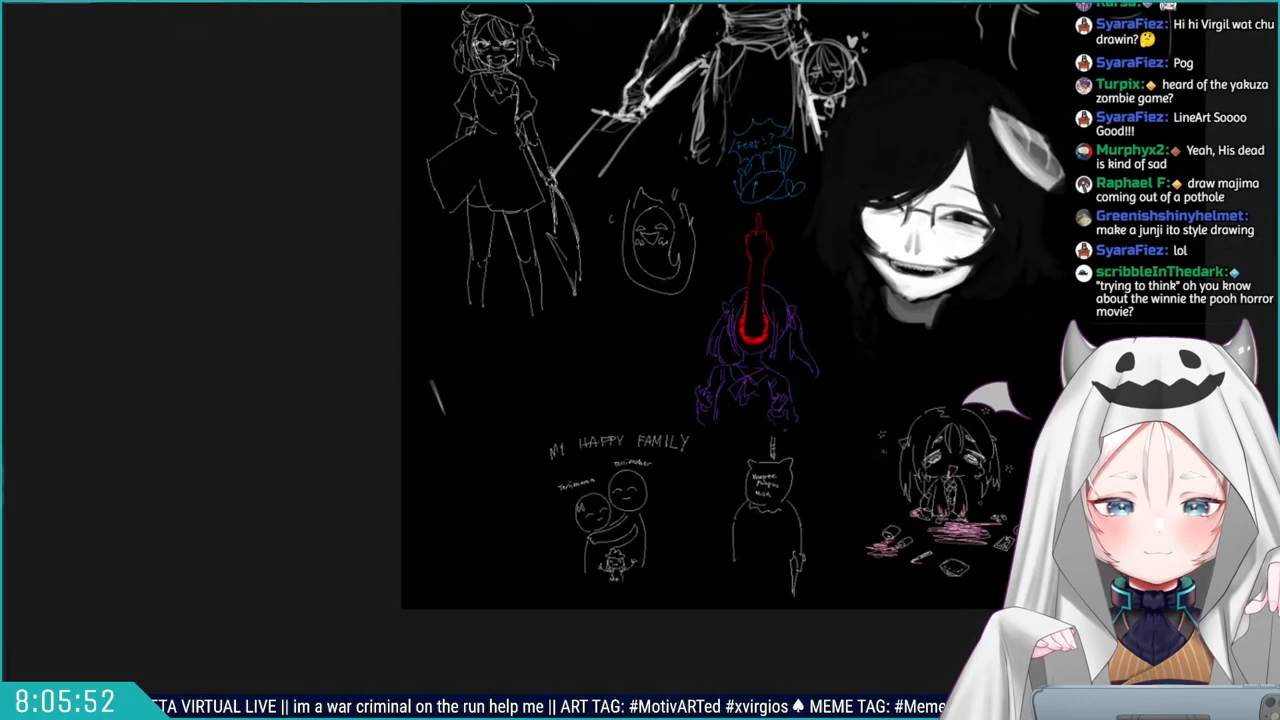 SyaraFiez: Hi hi Virgil wat chu
drawin?🤔
SyaraFiez: Pog
Turpix: heard of the yakuza
zombie game?
SyaraFiez: LineArt Soooo
Good!!!
Murphyx2: Yeah, His dead
is kind of sad
Raphael F: draw majima
coming out of a pothole
Greenishshinyhelmet:
make a junji ito style drawing
SyaraFiez: lol
scribbleInThedark:
"trying to think" oh you know
about the winnie the pooh horror
movie?
MY HAPPY FAMILY
8:05:52
TA VIRTUAL LIVE || im a war criminal on the run help me || ART TAG: #MotivARTed #xvirgios ♠ MEME TAG: #Meme